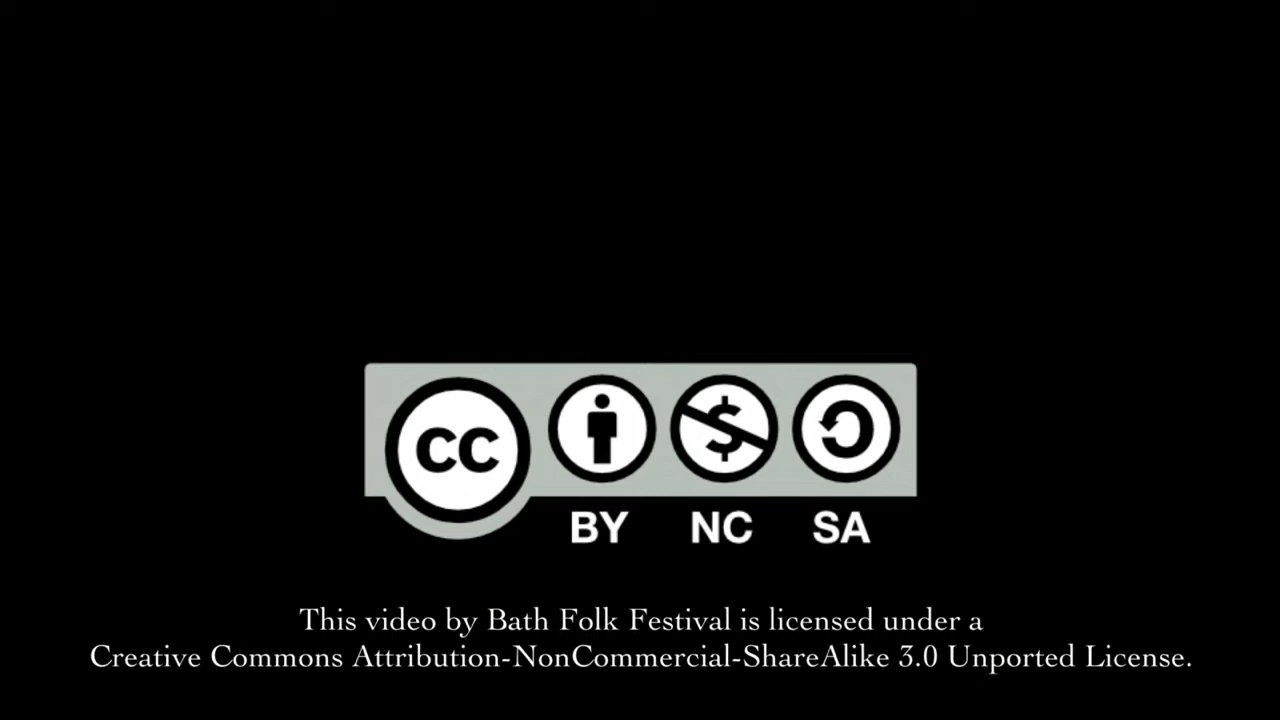 CC
BY NC SA
This video by Bath Folk Festival is licensed under a
Creative Commons Attribution-NonCommercial-ShareAlike 3.0 Unported License.